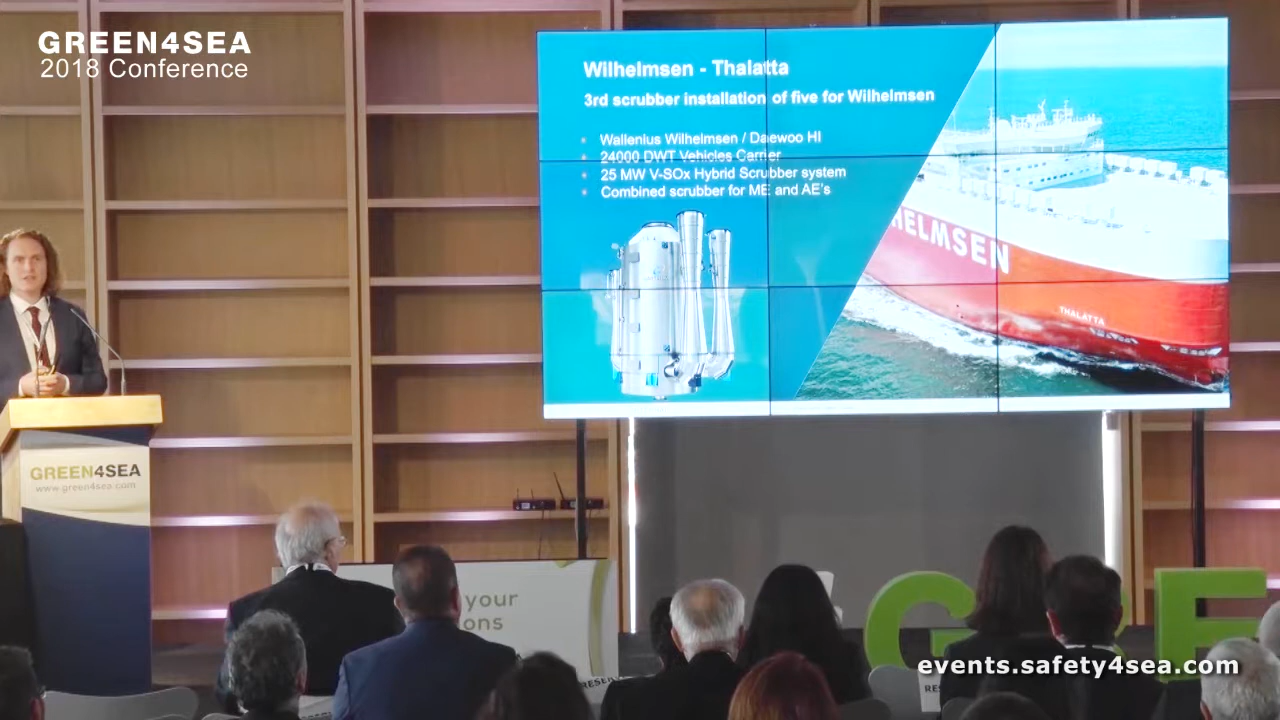 GREEN4SEA
2018 Conference
Wilhelmsen - Thalatta
3rd scrubber installation of five for Wilhelmsen
• Wallenius Wilhelmsen / Daewoo HI
• 24000 DWT Vehicles Carrier
• 25 MW V-SOx Hybrid Scrubber system
• Combined scrubber for ME and AE's
HELMSEN
THALATTA
GREEN4SEA
www.green4sea.com
your
ons
RESE
RES
G
E
events.safety4sea.com